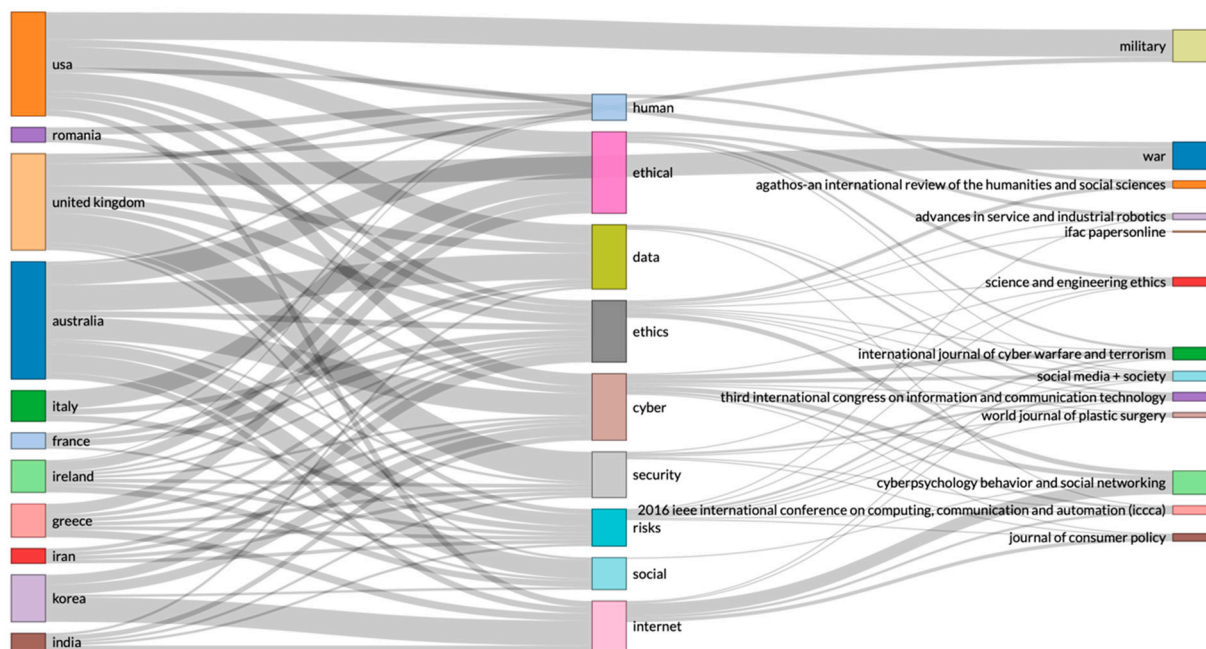 usa
romania
united kingdom
australia
italy
france
ireland
greece
iran
korea
india
human
ethical
data
ethics
cyber
security
risks
social
internet
military
war
agathos-an international review of the humanities and social sciences
advances in service and industrial robotics
ifac papersonline
science and engineering ethics
international journal of cyber warfare and terrorism
social media + society
third international congress on information and communication technology
world journal of plastic surgery
cyberpsychology behavior and social networking
2016 ieee international conference on computing, communication and automation (iccca)
journal of consumer policy